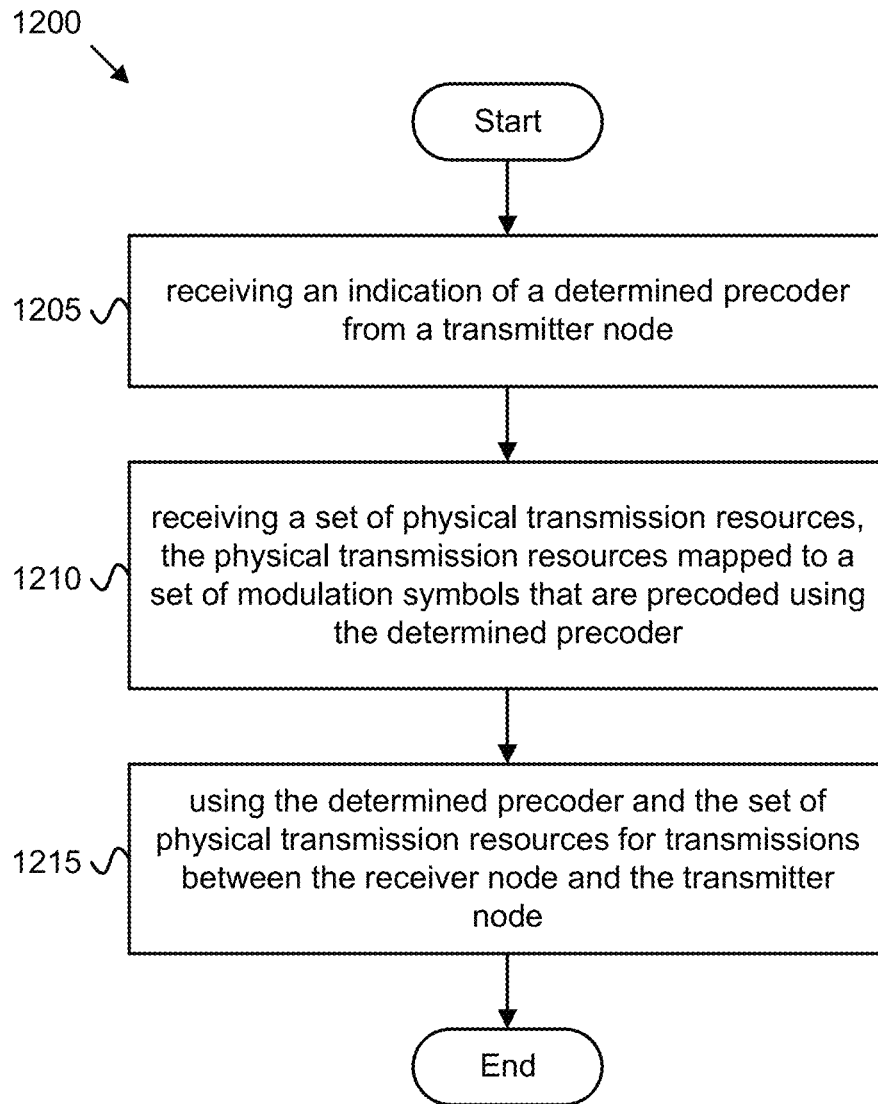 1200
Start
1205
receiving an indication of a determined precoder
from a transmitter node
1210
receiving a set of physical transmission resources,
the physical transmission resources mapped to a
set of modulation symbols that are precoded using
the determined precoder
1215
using the determined precoder and the set of
physical transmission resources for transmissions
between the receiver node and the transmitter
node
End